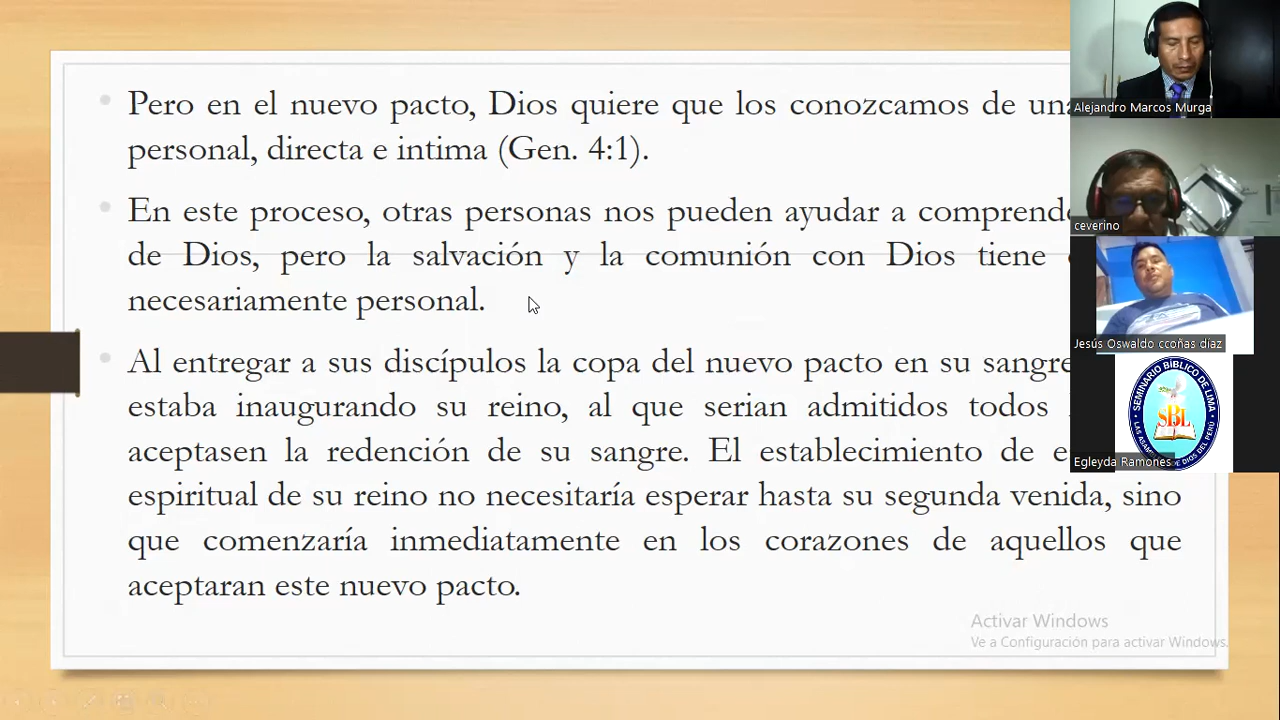 Pero en el nuevo pacto, Dios quiere que los conozcamos de una
personal, directa e intima (Gen. 4:1).
En este proceso, otras personas nos pueden ayudar a
de Dios, pero la salvación y la comunión con Dios tiene
necesariamente personal.
Al entregar a sus discípulos la copa del nuevo pacto en su sangre
estaba inaugurando su reino, al que serian admitidos todos
aceptasen la redención de su sangre. El establecimiento de
espiritual de su reino no necesitaría esperar hasta su segunda venida, sino
que comenzaría inmediatamente en los corazones de aquellos que
aceptaran este nuevo pacto.
Activar Windows
Ve a Configuración para activar Windows.
Alejandro Marcos Murga
ceverino
Jesús Oswaldo ccoñas diaz
SEMINARIO BÍBLICO DE LIMA
SBL
Egleyda Ramones